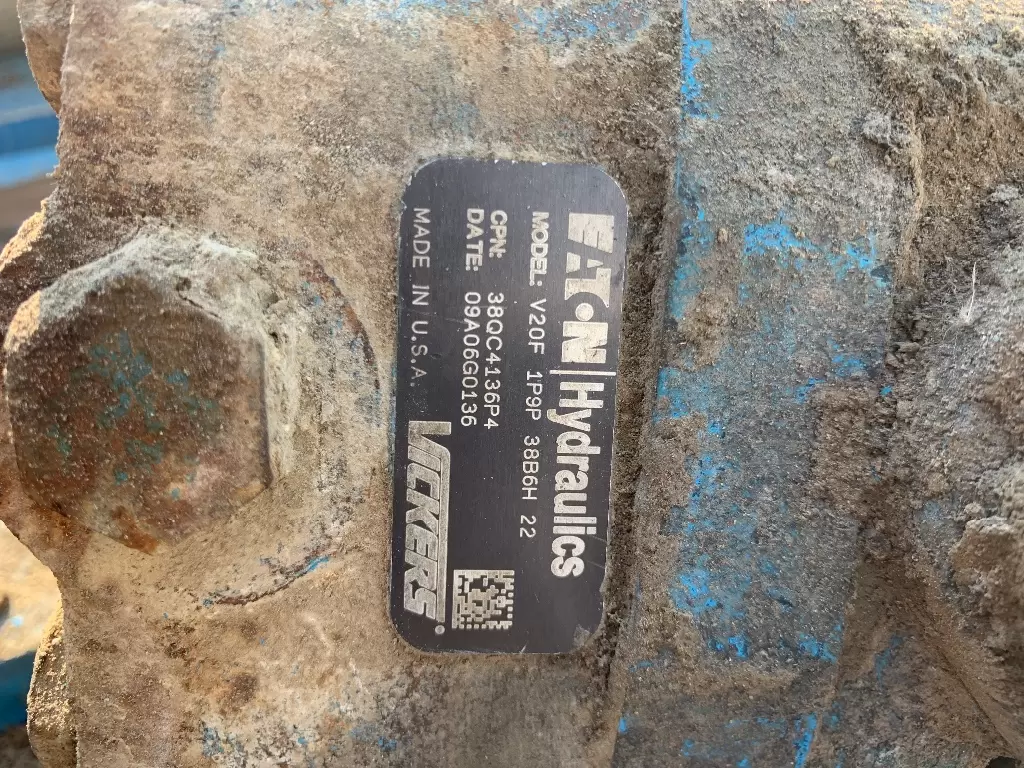 EATON | Hydraulics
MODEL: V20F 1P9P 38B6H 22
CPN: 38QC4136P4
DATE: 09A06G0136
MADE IN U.S.A.
VICKERS®